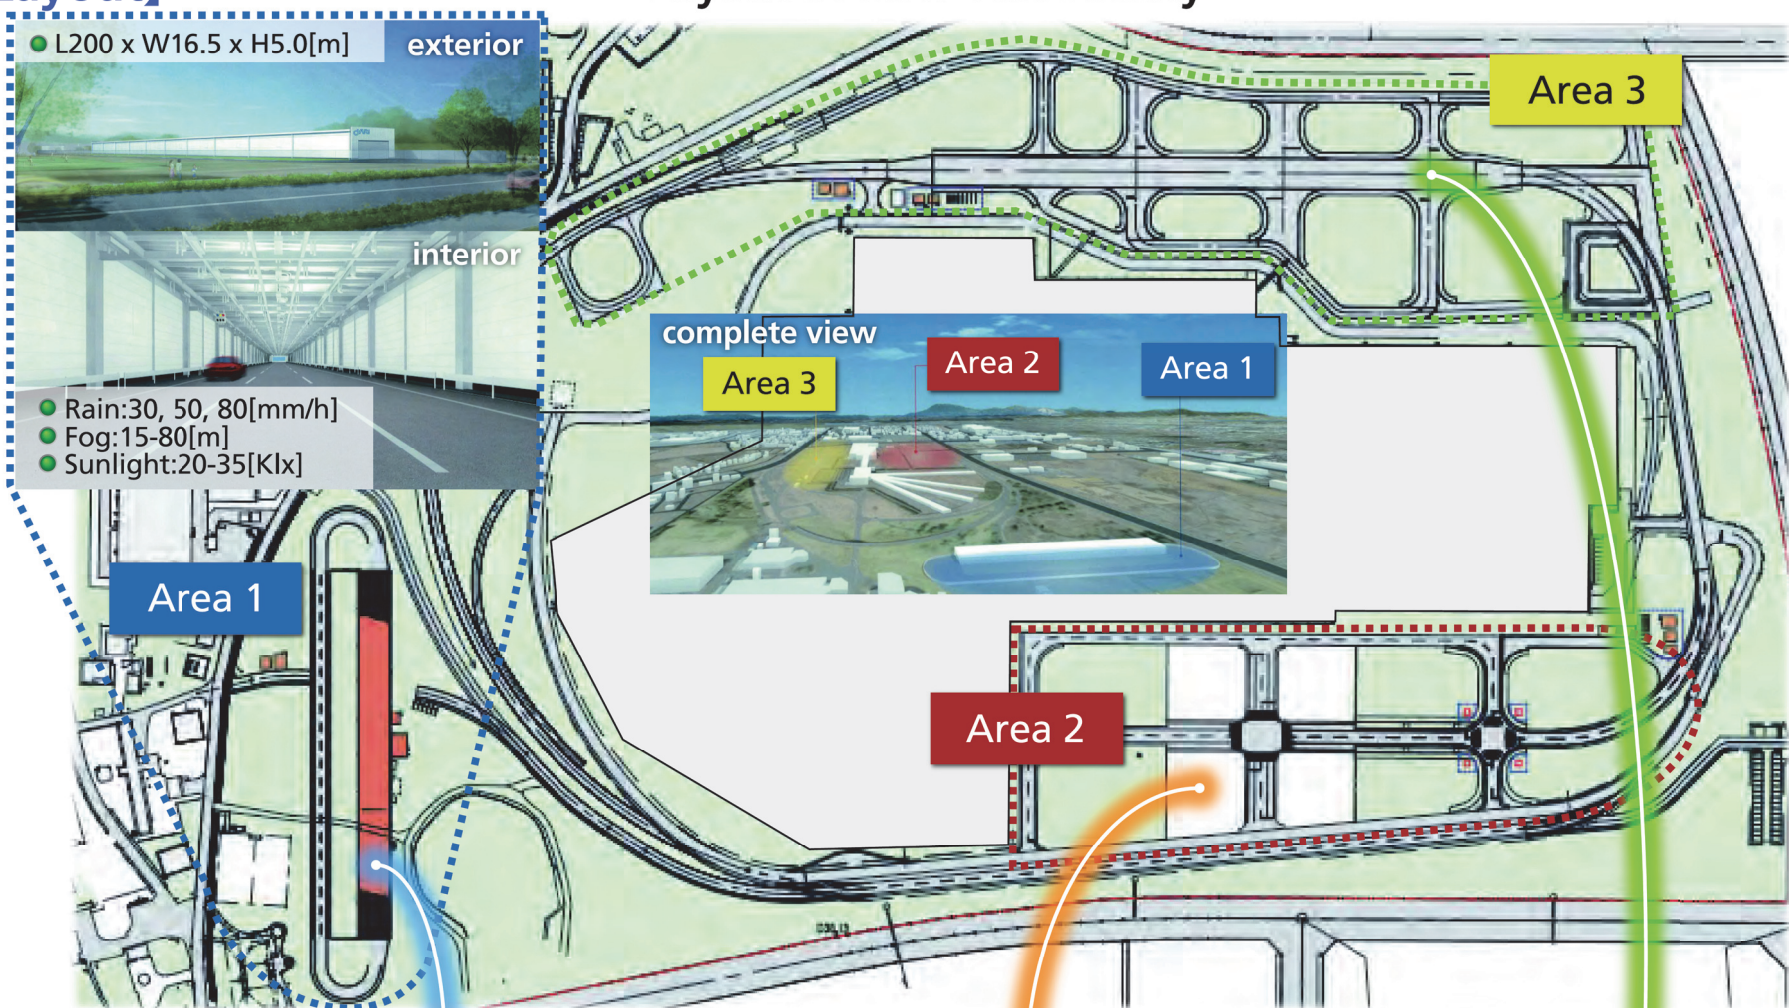 L200 x W16.5 x H5.0[m]
exterior
interior
Rain:30, 50, 80[mm/h]
Fog:15-80[m]
Sunlight:20-35[Klx]
Area 3
complete view
Area 3
Area 2
Area 1
Area 1
Area 2